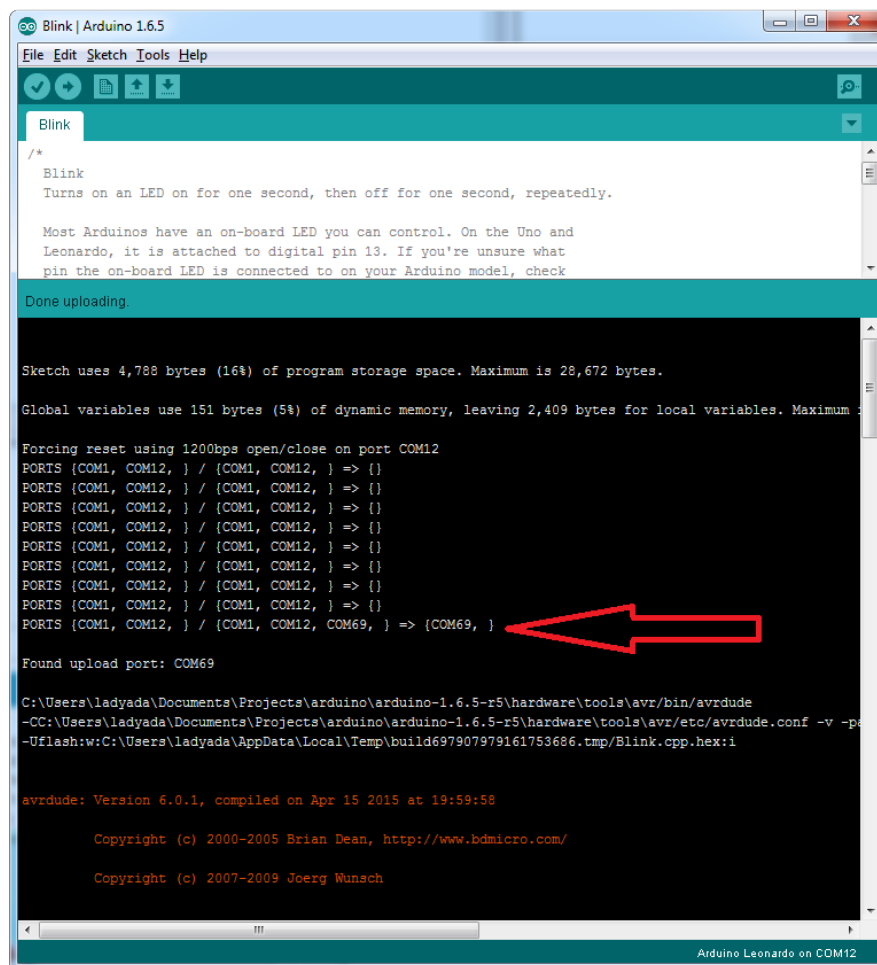 Blink | Arduino 1.6.5
File Edit Sketch Tools Help
Blink
/*
Blink
Turns on an LED on for one second, then off for one second, repeatedly.
Most Arduinos have an on-board LED you can control. On the Uno and
Leonardo, it is attached to digital pin 13. If you're unsure what
pin the on-board LED is connected to on your Arduino model, check
Done uploading.
Sketch uses 4,788 bytes (16%) of program storage space. Maximum is 28,672 bytes.
Global variables use 151 bytes (5%) of dynamic memory, leaving 2,409 bytes for local variables. Maximum
Forcing reset using 1200bps open/close on port COM12
PORTS {COM1, COM12, } / {COM1, COM12, } => {}
PORTS {COM1, COM12, } / {COM1, COM12, } => {}
PORTS {COM1, COM12, } / {COM1, COM12, } => {}
PORTS {COM1, COM12, } / {COM1, COM12, } => {}
PORTS {COM1, COM12, } / {COM1, COM12, } => {}
PORTS {COM1, COM12, } / {COM1, COM12, } => {}
PORTS {COM1, COM12, } / {COM1, COM12, } => {}
PORTS {COM1, COM12, } / {COM1, COM12, } => {}
PORTS {COM1, COM12, } / {COM1, COM12, COM69, } => {COM69, }
Found upload port: COM69
C:\Users\ladyada\Documents\Projects\arduino\arduino-1.6.5-r5\hardware\tools\avr/bin/avrdude
-CC:\Users\ladyada\Documents\Projects\arduino\arduino-1.6.5-r5\hardware\tools\avr/etc/avrdude.conf -v -pa
-Uflash:w:C:\Users\ladyada\AppData\Local\Temp\build697907979161753686.tmp/Blink.cpp.hex:i
avrdude: Version 6.0.1, compiled on Apr 15 2015 at 19:59:58
Copyright (c) 2000-2005 Brian Dean, http://www.bdmicro.com/
Copyright (c) 2007-2009 Joerg Wunsch
Arduino Leonardo on COM12